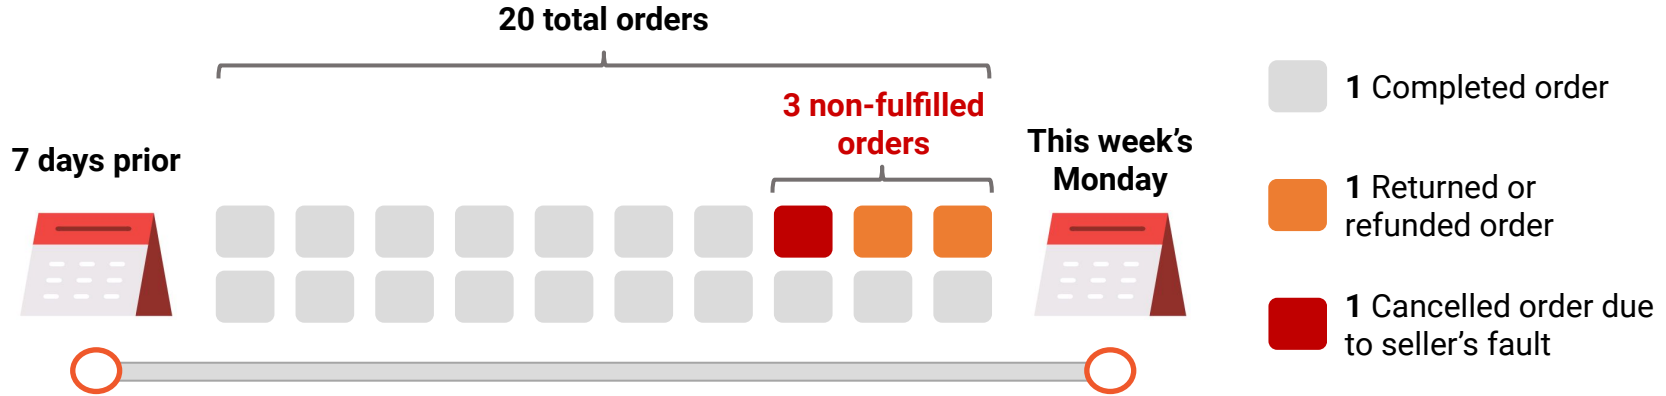 20 total orders
3 non-fulfilled
orders
7 days prior
This week’s
Monday
1 Completed order
1 Returned or
refunded order
1 Cancelled order due
to seller’s fault